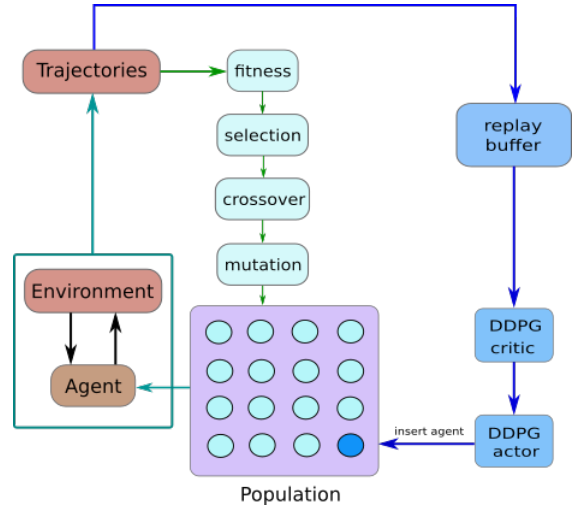 Trajectories
fitness
selection
crossover
mutation
replay
buffer
Environment
Agent
DDPG
critic
insert agent
DDPG
actor
Population